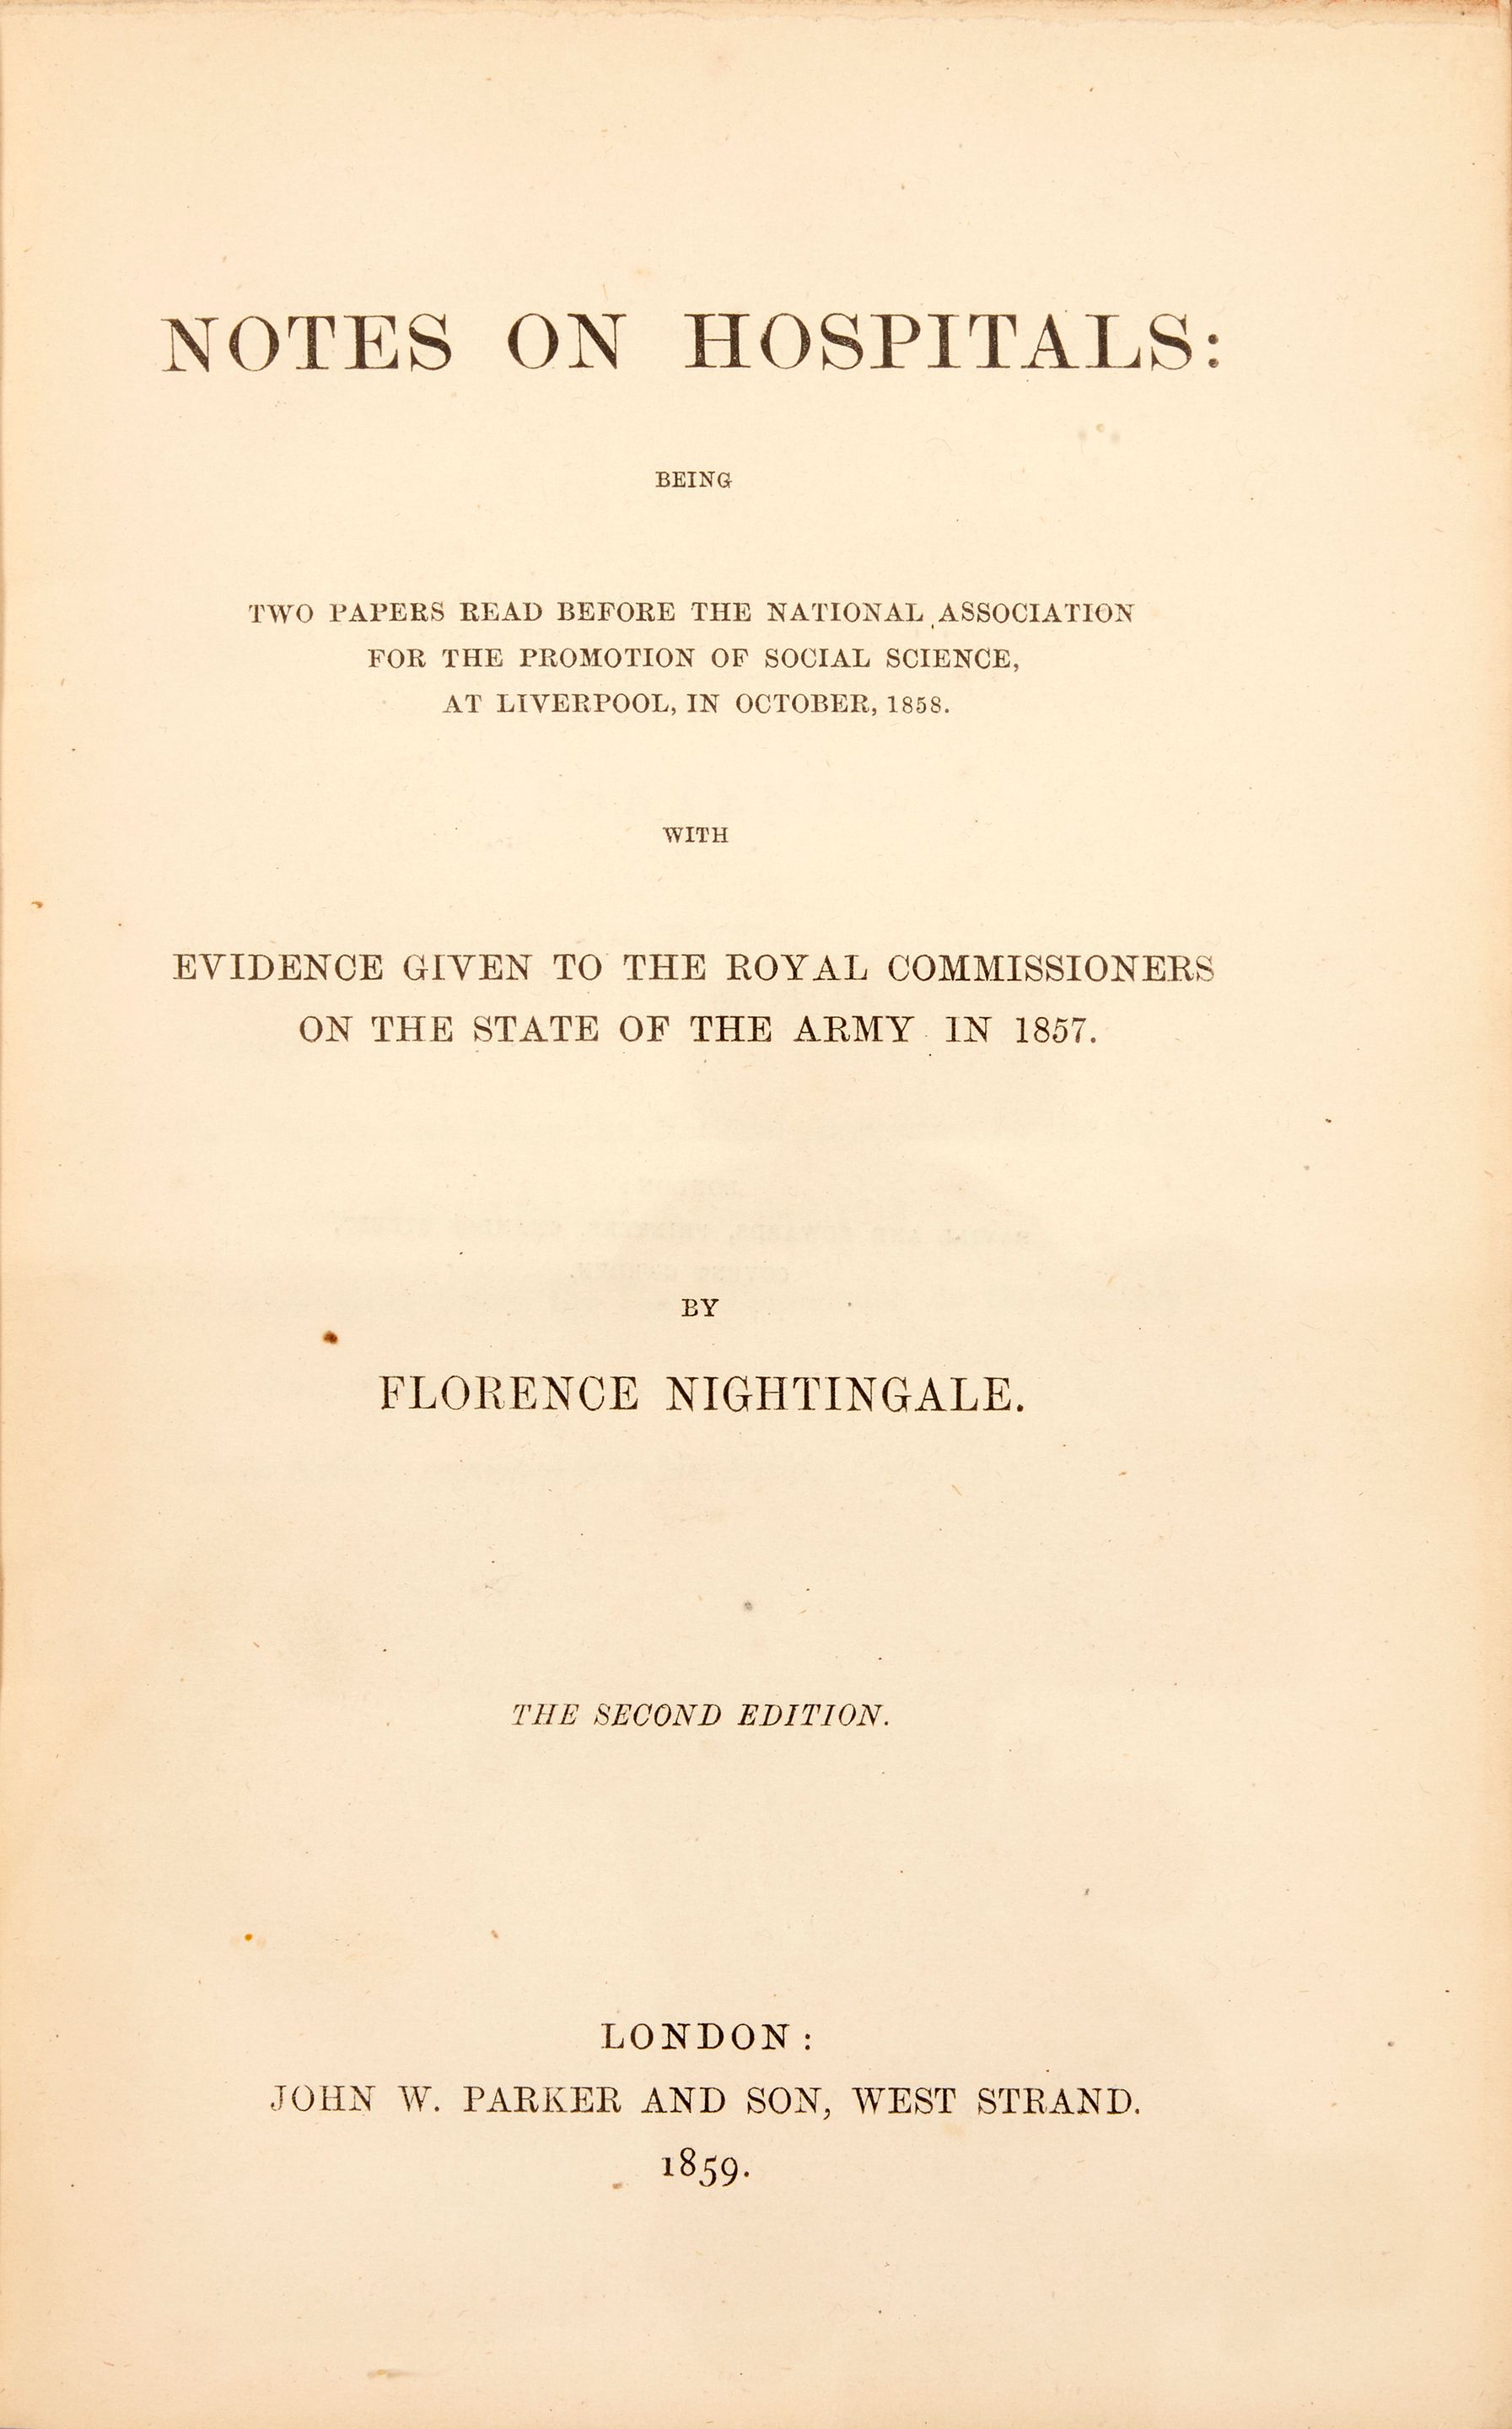 NOTES ON HOSPITALS:
BEING
TWO PAPERS READ BEFORE THE NATIONAL ASSOCIATION
FOR THE PROMOTION OF SOCIAL SCIENCE,
AT LIVERPOOL, IN OCTOBER, 1858.
WITH
EVIDENCE GIVEN TO THE ROYAL COMMISSIONERS
ON THE STATE OF THE ARMY IN 1857.
BY
FLORENCE NIGHTINGALE.
THE SECOND EDITION.
LONDON:
JOHN W. PARKER AND SON, WEST STRAND.
1859.